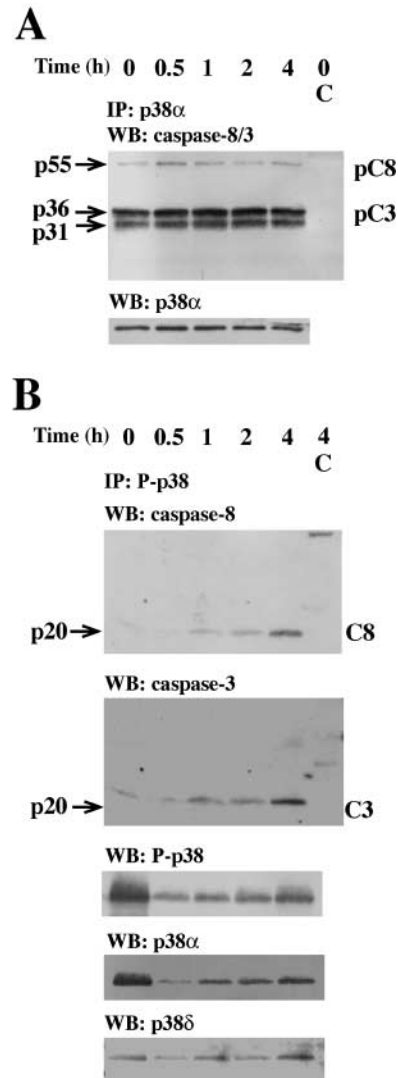 A
Time (h) 0 0.5 1 2 4 0
C
IP: p38α
WB: caspase-8/3
p55 pC8
p36 pC3
p31
WB: p38α
B
Time (h) 0 0.5 1 2 4 4
C
IP: P-p38
WB: caspase-8
p20 C8
WB: caspase-3
p20 C3
WB: P-p38
WB: p38α
WB: p38δ